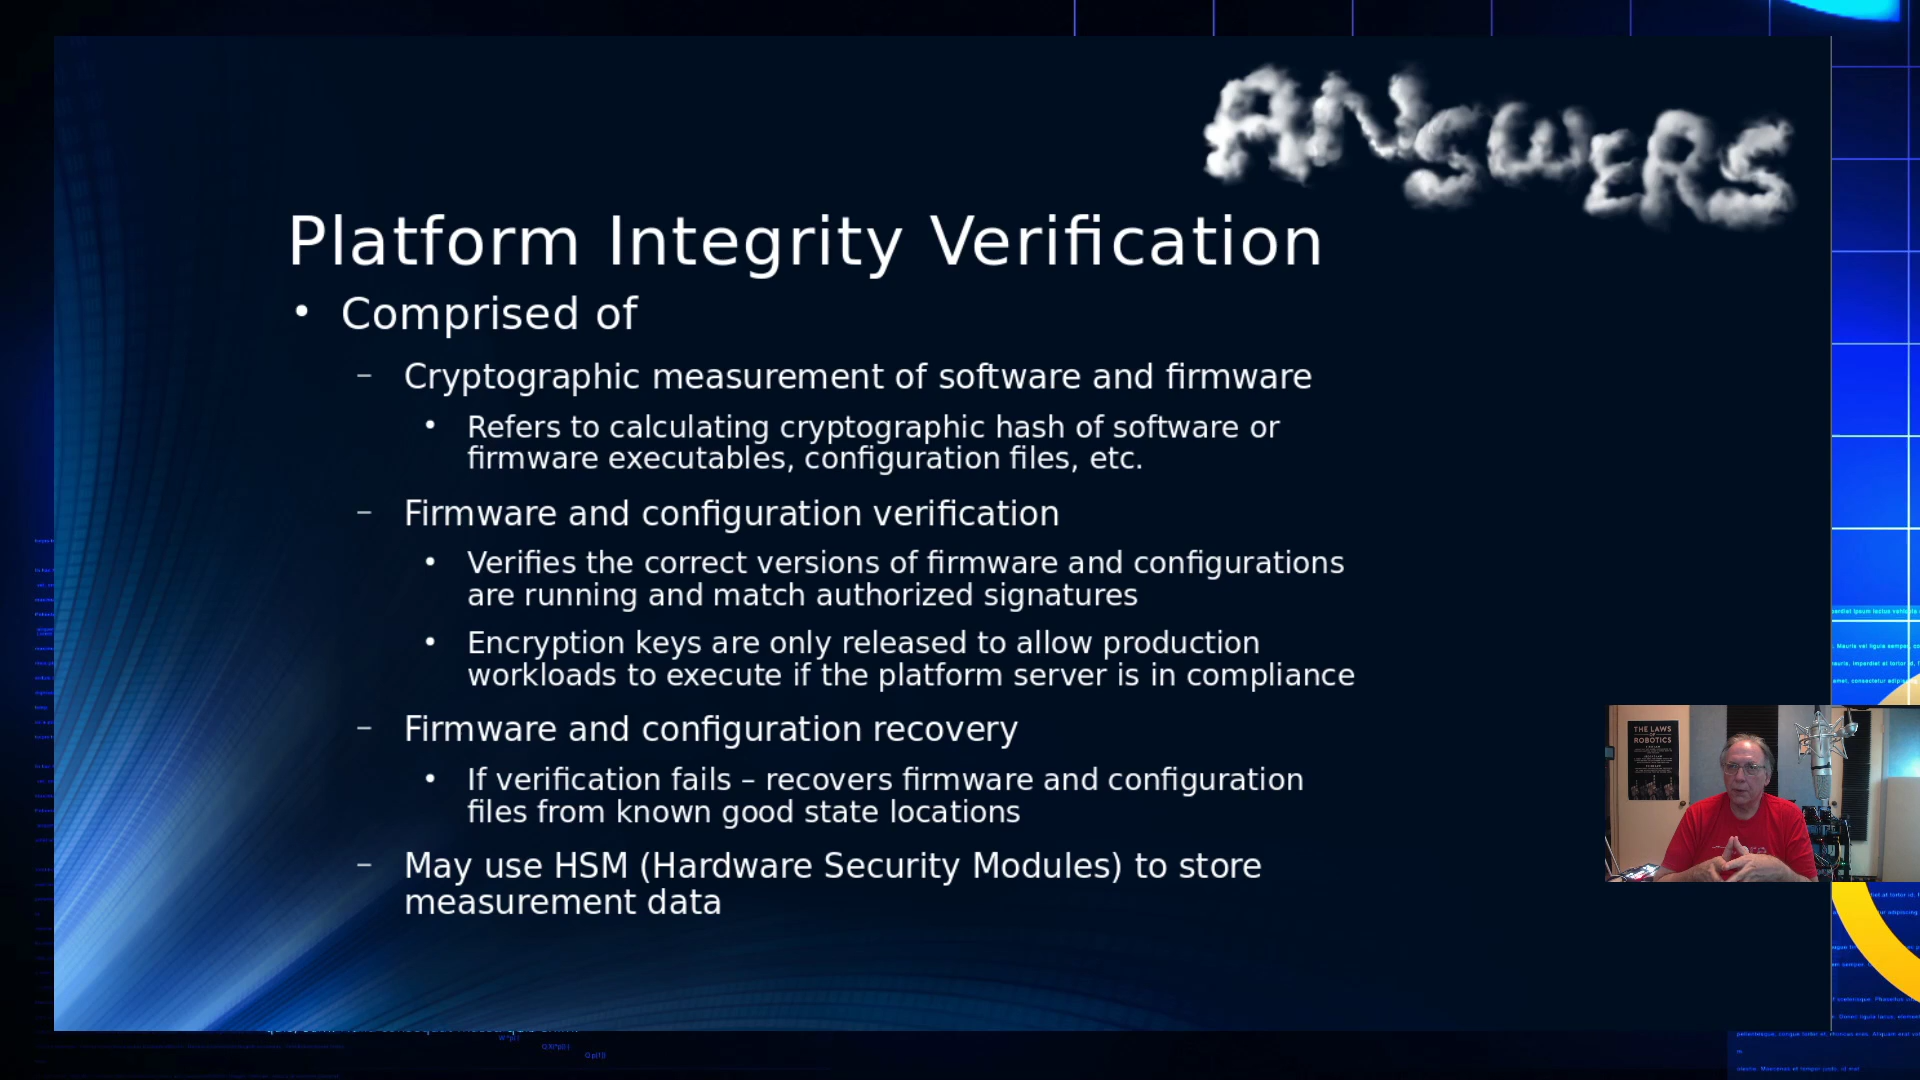 ANSWERS
Platform Integrity Verification
• Comprised of
– Cryptographic measurement of software and firmware
• Refers to calculating cryptographic hash of software or
firmware executables, configuration files, etc.
– Firmware and configuration verification
• Verifies the correct versions of firmware and configurations
are running and match authorized signatures
• Encryption keys are only released to allow production
workloads to execute if the platform server is in compliance
– Firmware and configuration recovery
• If verification fails – recovers firmware and configuration
files from known good state locations
– May use HSM (Hardware Security Modules) to store
measurement data
THE LAWS
OF
ROBOTICS